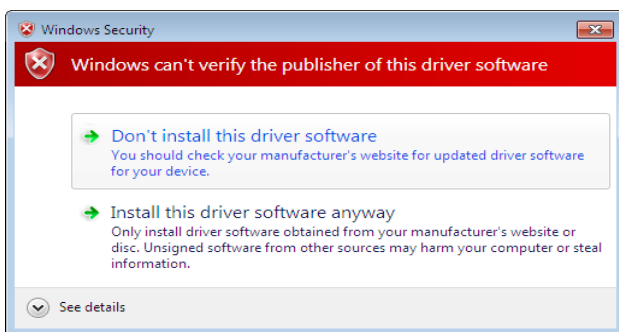 Windows Security
Windows can't verify the publisher of this driver software
Don't install this driver software
You should check your manufacturer's website for updated driver software
for your device.
Install this driver software anyway
Only install driver software obtained from your manufacturer's website or
disc. Unsigned software from other sources may harm your computer or steal
information.
See details